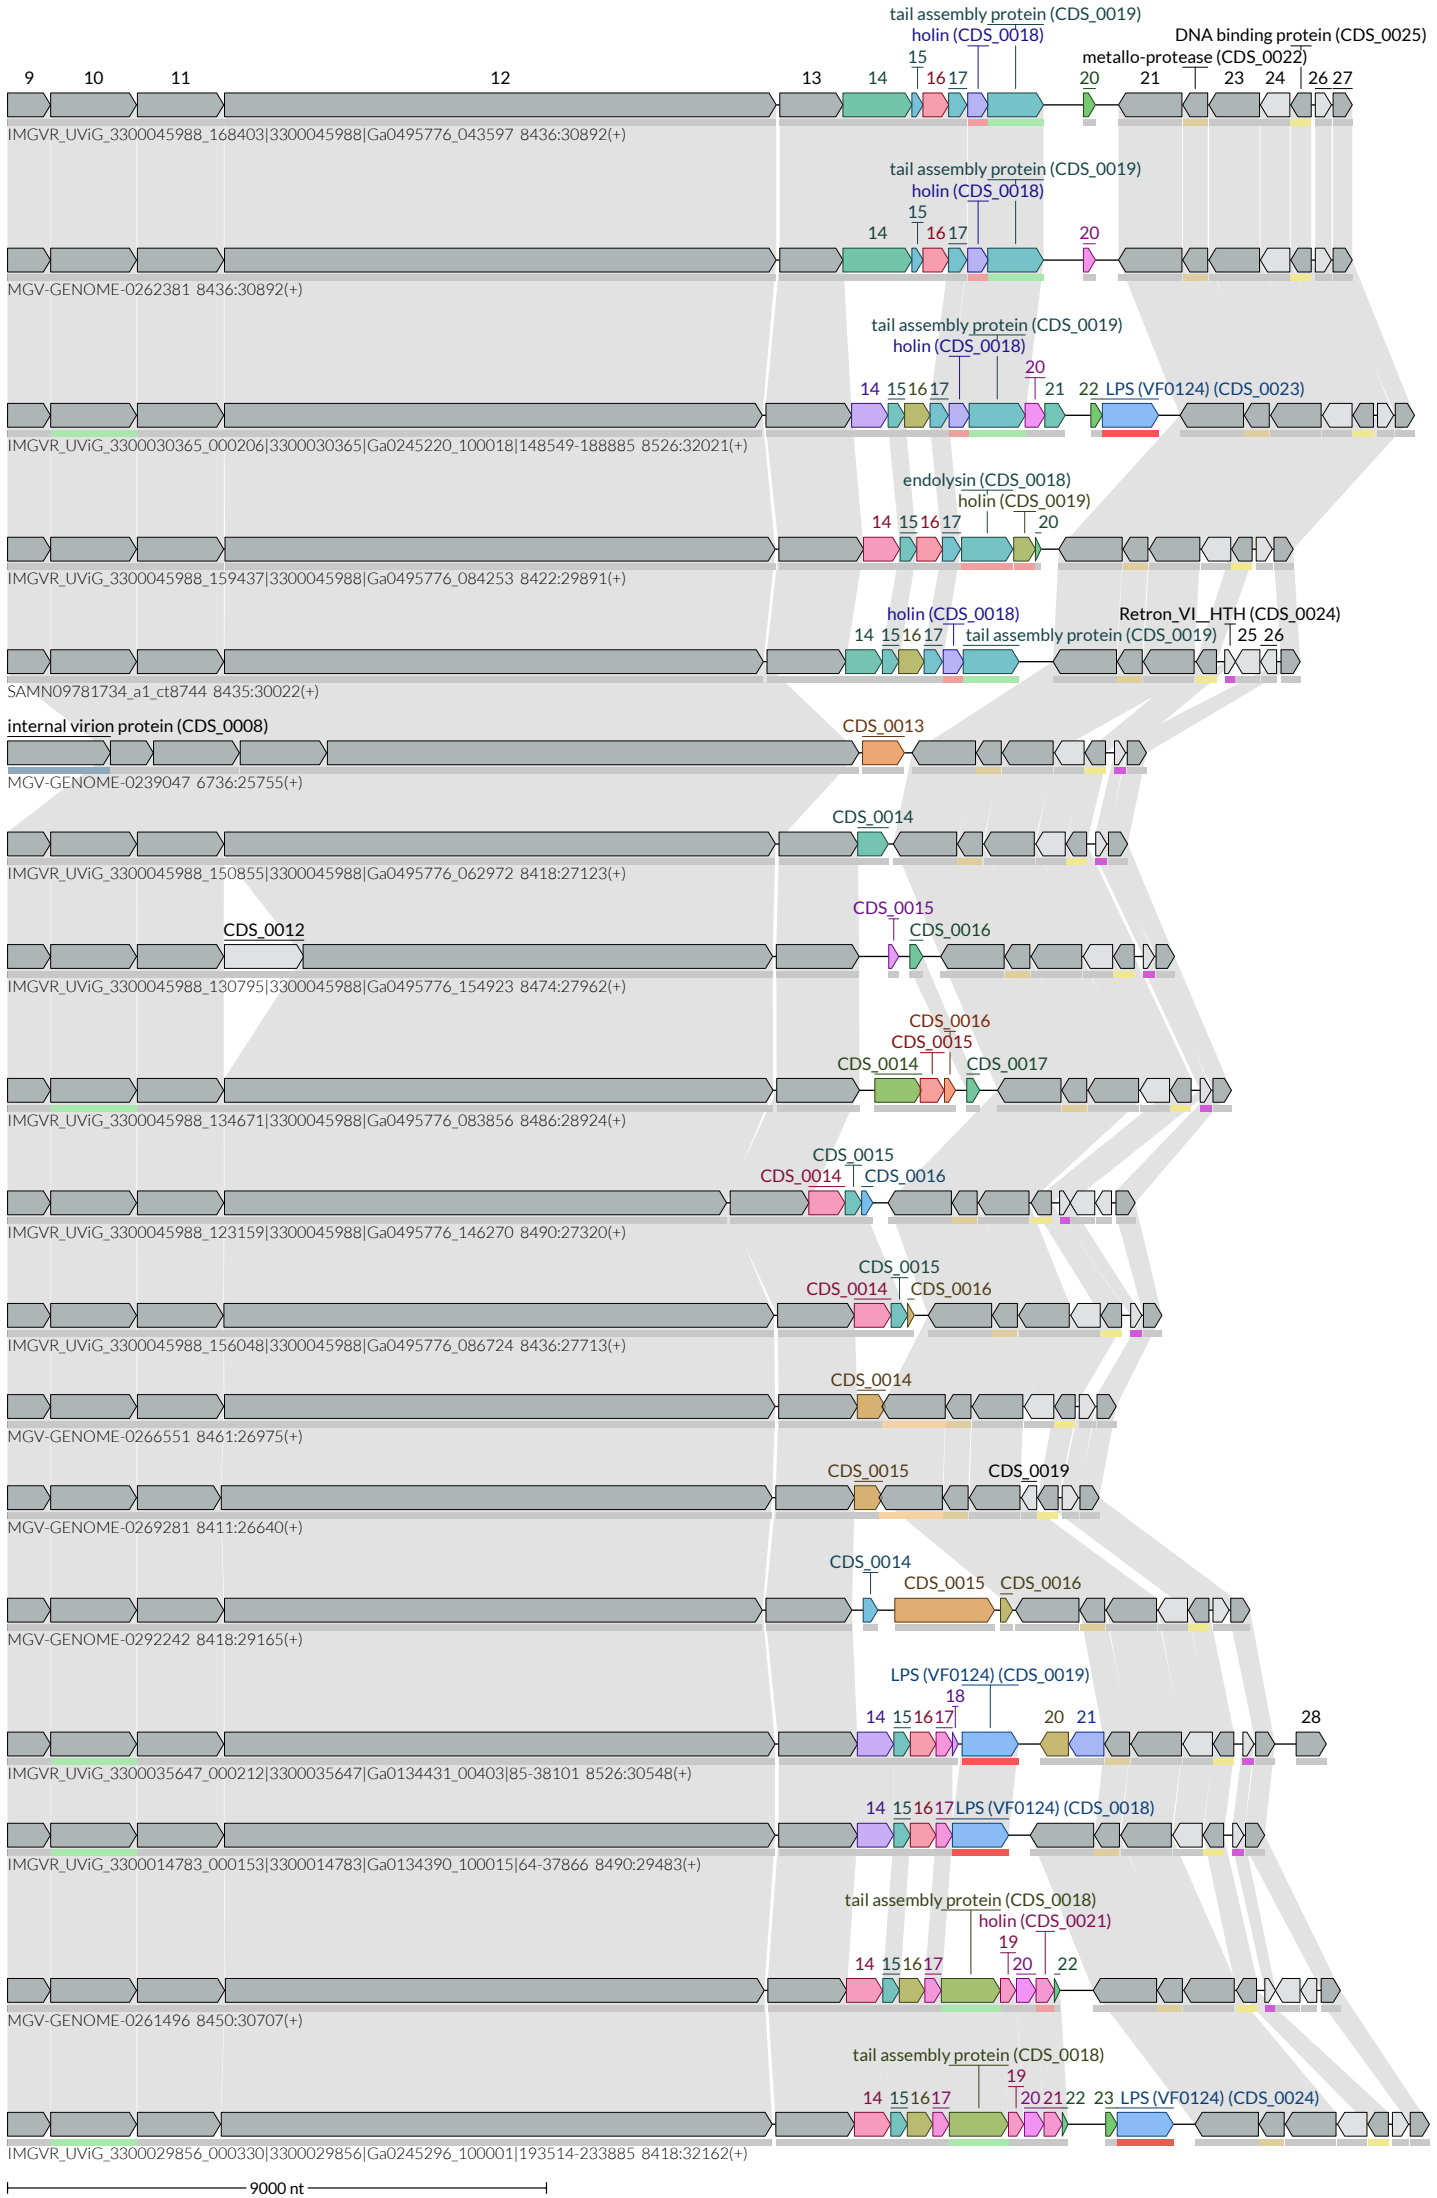 tail assembly protein (CDS_0019)
holin (CDS_0018) DNA binding protein (CDS_0025)
15 metallo-protease (CDS_0022)
9 10 11 12 13 14 16 17 20 21 23 24 26 27
IMGVR_UViG_3300045988_168403|3300045988|Ga0495776_043597 8436:30892(+)
tail assembly protein (CDS_0019)
holin (CDS_0018)
15
14 16 17 20
MGV-GENOME-0262381 8436:30892(+)
tail assembly protein (CDS_0019)
holin (CDS_0018)
20
14 15 16 17 21 22 LPS (VF0124) (CDS_0023)
IMGVR_UViG_3300030365_000206|3300030365|Ga0245220_100018|148549-188885 8526:32021(+)
endolysin (CDS_0018)
holin (CDS_0019)
14 15 16 17 20
IMGVR_UViG_3300045988_159437|3300045988|Ga0495776_084253 8422:29891(+)
holin (CDS_0018) Retron_VI__HTH (CDS_0024)
14 15 16 17 tail assembly protein (CDS_0019) 25 26
SAMN09781734_a1_ct8744 8435:30022(+)
internal virion protein (CDS_0008) CDS_0013
MGV-GENOME-0239047 6736:25755(+)
CDS_0014
IMGVR_UViG_3300045988_150855|3300045988|Ga0495776_062972 8418:27123(+)
CDS_0015
CDS_0012 CDS_0016
IMGVR_UViG_3300045988_130795|3300045988|Ga0495776_154923 8474:27962(+)
CDS_0016
CDS_0015
CDS_0014 CDS_0017
IMGVR_UViG_3300045988_134671|3300045988|Ga0495776_083856 8486:28924(+)
CDS_0015
CDS_0014 CDS_0016
IMGVR_UViG_3300045988_123159|3300045988|Ga0495776_146270 8490:27320(+)
CDS_0015
CDS_0014 CDS_0016
IMGVR_UViG_3300045988_156048|3300045988|Ga0495776_086724 8436:27713(+)
CDS_0014
MGV-GENOME-0266551 8461:26975(+)
CDS_0015 CDS_0019
MGV-GENOME-0269281 8411:26640(+)
CDS_0014
CDS_0015 CDS_0016
MGV-GENOME-0292242 8418:29165(+)
LPS (VF0124) (CDS_0019)
18
14 15 16 17 20 21 28
IMGVR_UViG_3300035647_000212|3300035647|Ga0134431_00403|85-38101 8526:30548(+)
14 15 16 17 LPS (VF0124) (CDS_0018)
IMGVR_UViG_3300014783_000153|3300014783|Ga0134390_100015|64-37866 8490:29483(+)
tail assembly protein (CDS_0018)
holin (CDS_0021)
19
14 15 16 17 20 22
MGV-GENOME-0261496 8450:30707(+)
tail assembly protein (CDS_0018)
19
14 15 16 17 20 21 22 23 LPS (VF0124) (CDS_0024)
IMGVR_UViG_3300029856_000330|3300029856|Ga0245296_100001|193514-233885 8418:32162(+)
9000 nt